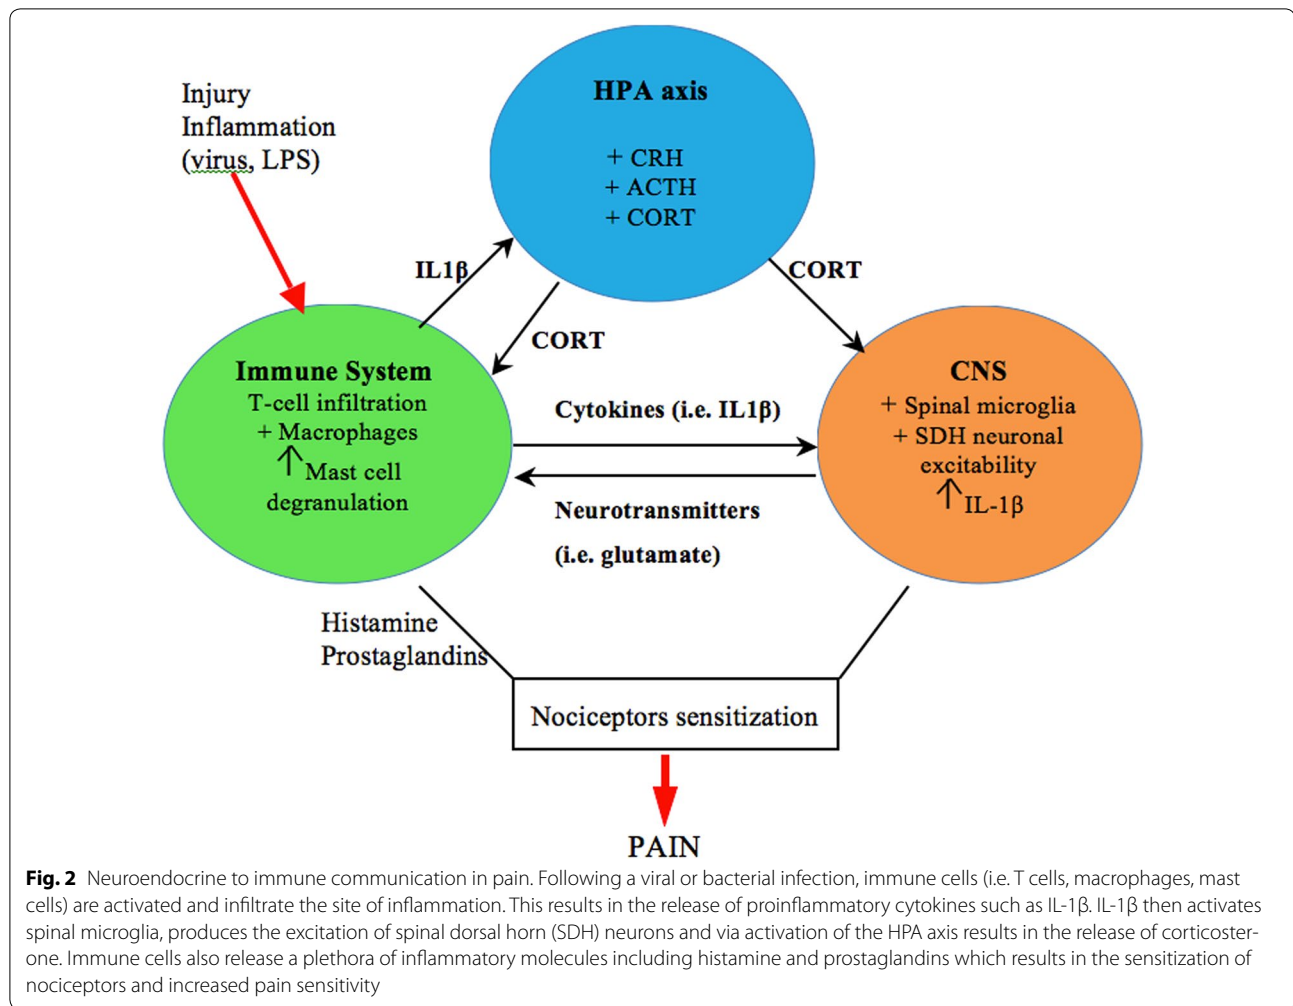 Injury
Inflammation
(virus, LPS)
HPA axis
+ CRH
+ ACTH
+ CORT
IL1β
CORT
CORT
Immune System
T-cell infiltration
+ Macrophages
↑ Mast cell
degranulation
Cytokines (i.e. IL1β)
Neurotransmitters
(i.e. glutamate)
CNS
+ Spinal microglia
+ SDH neuronal
excitability
↑ IL-1β
Histamine
Prostaglandins
Nociceptors sensitization
PAIN
Fig. 2 Neuroendocrine to immune communication in pain. Following a viral or bacterial infection, immune cells (i.e. T cells, macrophages, mast
cells) are activated and infiltrate the site of inflammation. This results in the release of proinflammatory cytokines such as IL-1β. IL-1β then activates
spinal microglia, produces the excitation of spinal dorsal horn (SDH) neurons and via activation of the HPA axis results in the release of corticoster-
one. Immune cells also release a plethora of inflammatory molecules including histamine and prostaglandins which results in the sensitization of
nociceptors and increased pain sensitivity